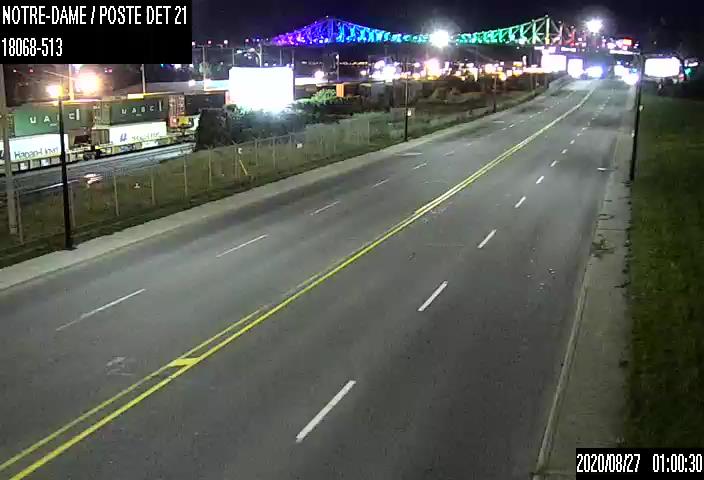 NOTRE-DAME / POSTE DET 21
18068-513
UASC
UASC
Hapag-Lloyd
2020/08/27 01:00:30